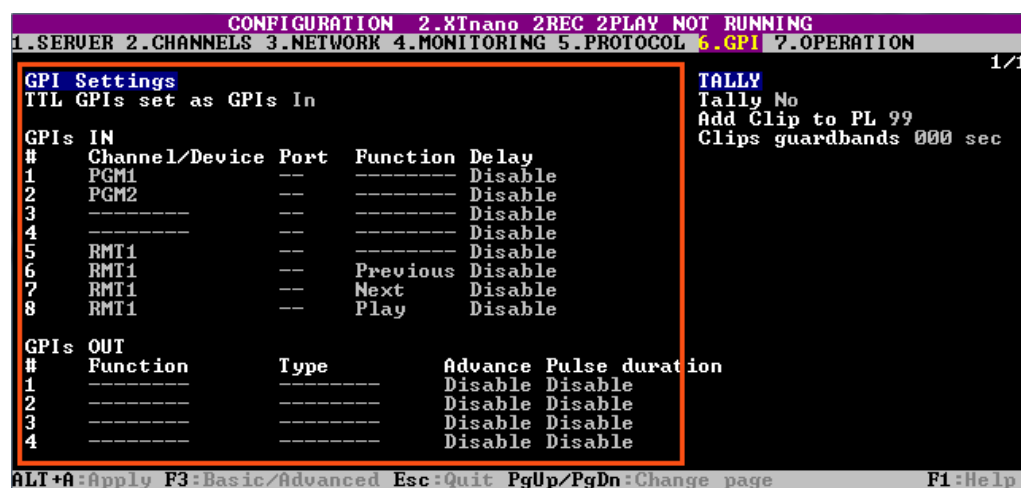 CONFIGURATION 2.XTnano 2REC 2PLAY NOT RUNNING
1.SERVER 2.CHANNELS 3.NETWORK 4.MONITORING 5.PROTOCOL 6.GPI 7.OPERATION
1/1
GPI Settings
TTL GPIs set as GPIs In
GPIs IN
# Channel/Device Port Function Delay
1 PGM1 -- -------- Disable
2 PGM2 -- -------- Disable
3 -------- -- -------- Disable
4 -------- -- -------- Disable
5 RMT1 -- -------- Disable
6 RMT1 -- Previous Disable
7 RMT1 -- Next Disable
8 RMT1 -- Play Disable
GPIs OUT
# Function Type Advance Pulse duration
1 -------- -------- Disable Disable
2 -------- -------- Disable Disable
3 -------- -------- Disable Disable
4 -------- -------- Disable Disable
TALLY
Tally No
Add Clip to PL 99
Clips guardbands 000 sec
ALT+A:Apply F3:Basic/Advanced Esc:Quit PgUp/PgDn:Change page F1:Help